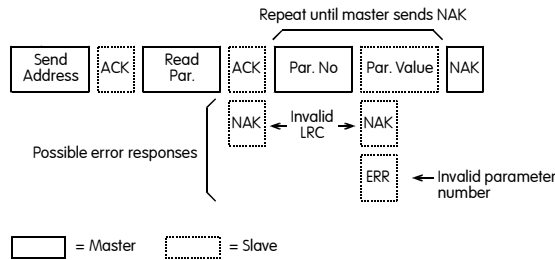 Repeat until master sends NAK
Send
Address
ACK
Read
Par.
ACK
Par. No
Par. Value
NAK
NAK
Invalid
LRC
NAK
Possible error responses
ERR
Invalid parameter
number
= Master
= Slave